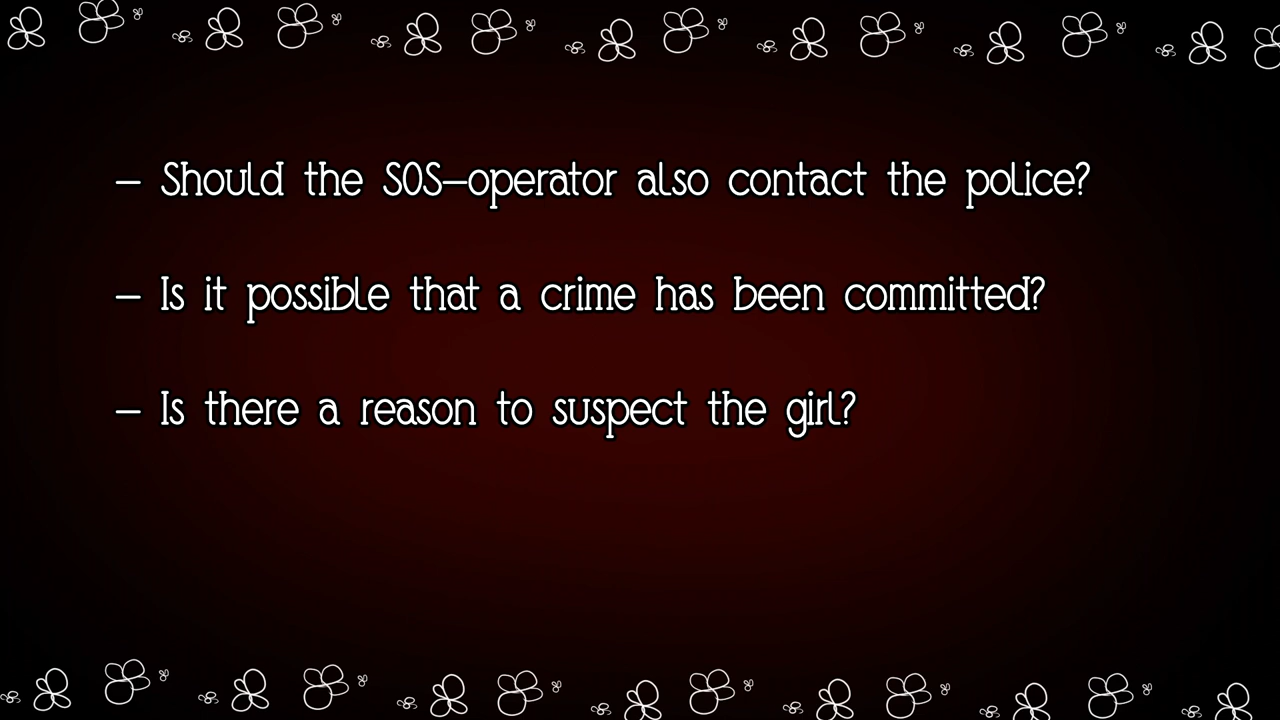 – Should the SOS–operator also contact the police?
– Is it possible that a crime has been committed?
– Is there a reason to suspect the girl?